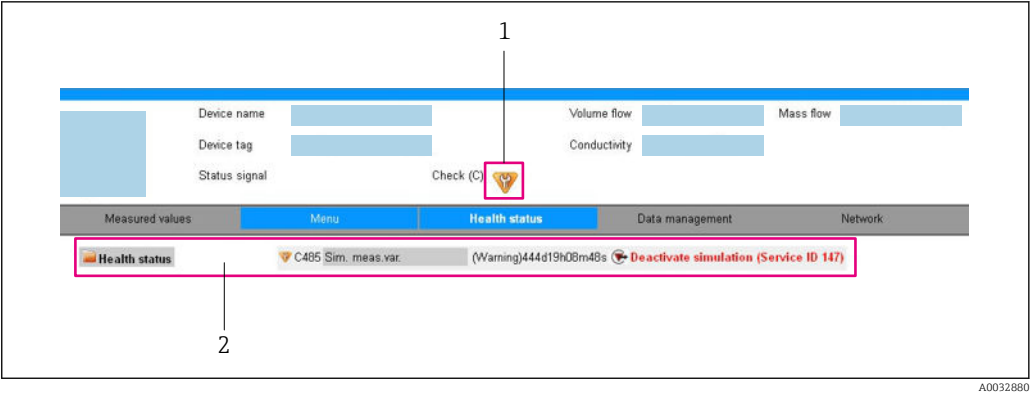 1
Device name Volume flow Mass flow
Device tag Conductivity
Status signal Check (C)
Measured values Menu Health status Data management Network
Health status C485 Sim. meas.var. (Warning)444d19h08m48s Deactivate simulation (Service ID 147)
2
A0032880